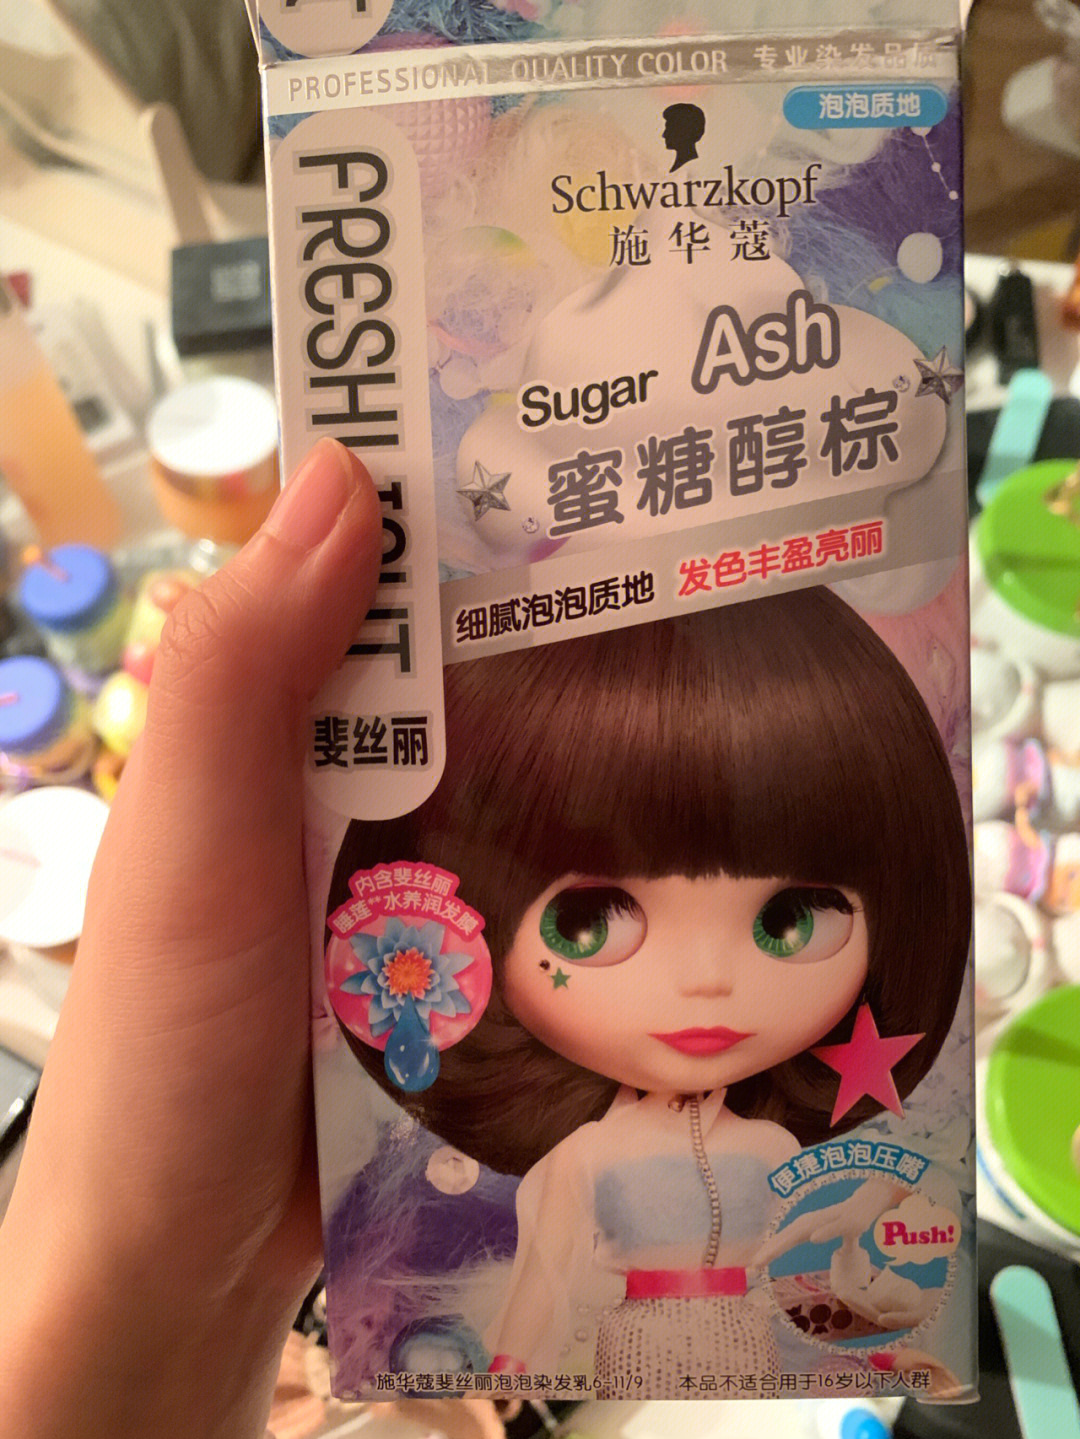 PROFESSIONAL QUALITY COLOR 专业染发品质
泡泡质地
FRESHLIGHT
斐丝丽
Schwarzkopf
施华蔻
Sugar Ash
蜜糖醇棕
细腻泡泡质地 发色丰盈亮丽
内含斐丝丽
睡莲**水养润发膜
便捷泡泡压嘴
Push!
施华蔻斐丝丽泡泡染发乳6-11/9 本品不适合用于16岁以下人群